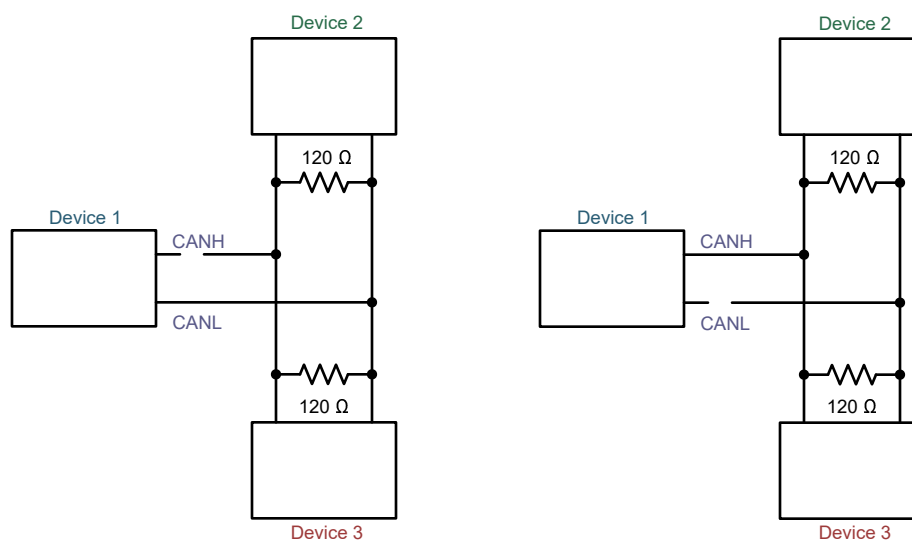 Device 2
120 Ω
Device 1
CANH
CANL
120 Ω
Device 3
Device 2
120 Ω
Device 1
CANH
CANL
120 Ω
Device 3